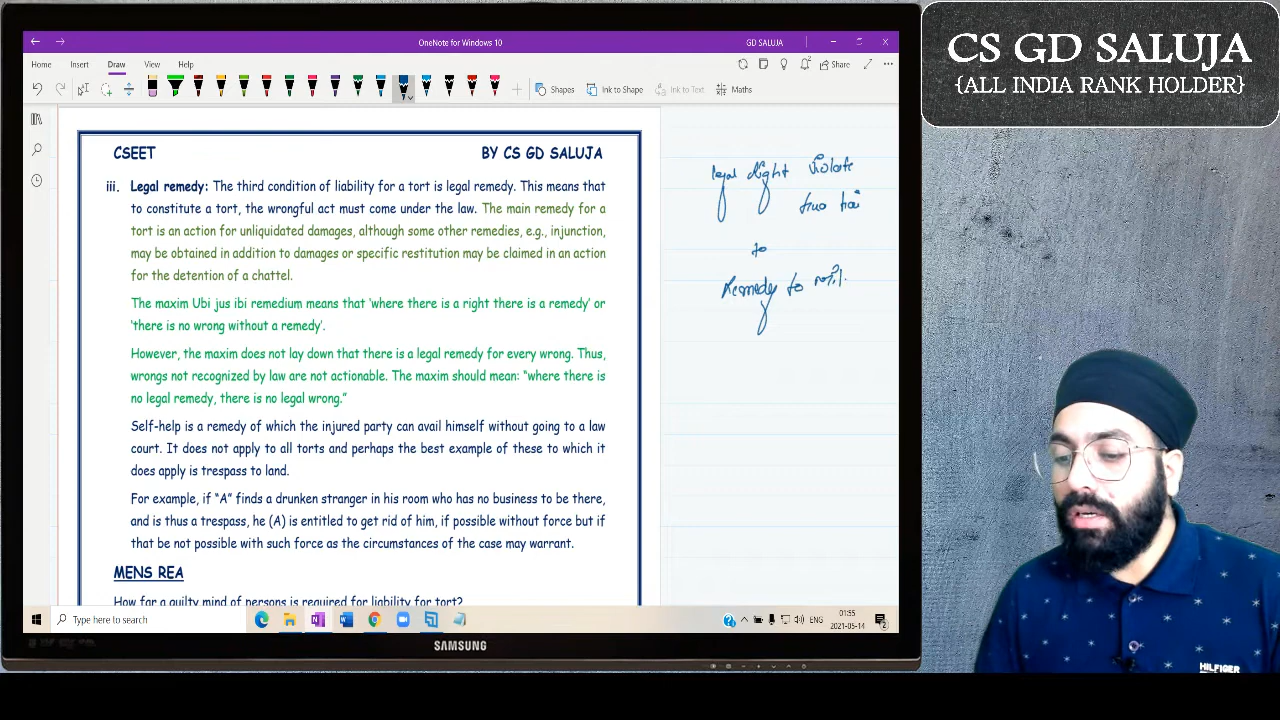 OneNote for Windows 10
GD SALUJA
Home Insert Draw View Help
Share
Shapes Ink to Shape Ink to Text Maths
CSEET BY CS GD SALUJA
iii. Legal remedy: The third condition of liability for a tort is legal remedy. This means that
to constitute a tort, the wrongful act must come under the law. The main remedy for a
tort is an action for unliquidated damages, although some other remedies, e.g., injunction,
may be obtained in addition to damages or specific restitution may be claimed in an action
for the detention of a chattel.
The maxim Ubi jus ibi remedium means that ‘where there is a right there is a remedy’ or
‘there is no wrong without a remedy’.
However, the maxim does not lay down that there is a legal remedy for every wrong. Thus,
wrongs not recognized by law are not actionable. The maxim should mean: “where there is
no legal remedy, there is no legal wrong.”
Self-help is a remedy of which the injured party can avail himself without going to a law
court. It does not apply to all torts and perhaps the best example of these to which it
does apply is trespass to land.
For example, if “A” finds a drunken stranger in his room who has no business to be there,
and is thus a trespass, he (A) is entitled to get rid of him, if possible without force but if
that be not possible with such force as the circumstances of the case may warrant.
MENS REA
How far a guilty mind of persons is required for liability for tort?
legal Right violate
hua hai
to
Remedy to
Type here to search
ENG
01:55
2021-05-14
SAMSUNG
CS GD SALUJA
{ALL INDIA RANK HOLDER}
HILFIGER